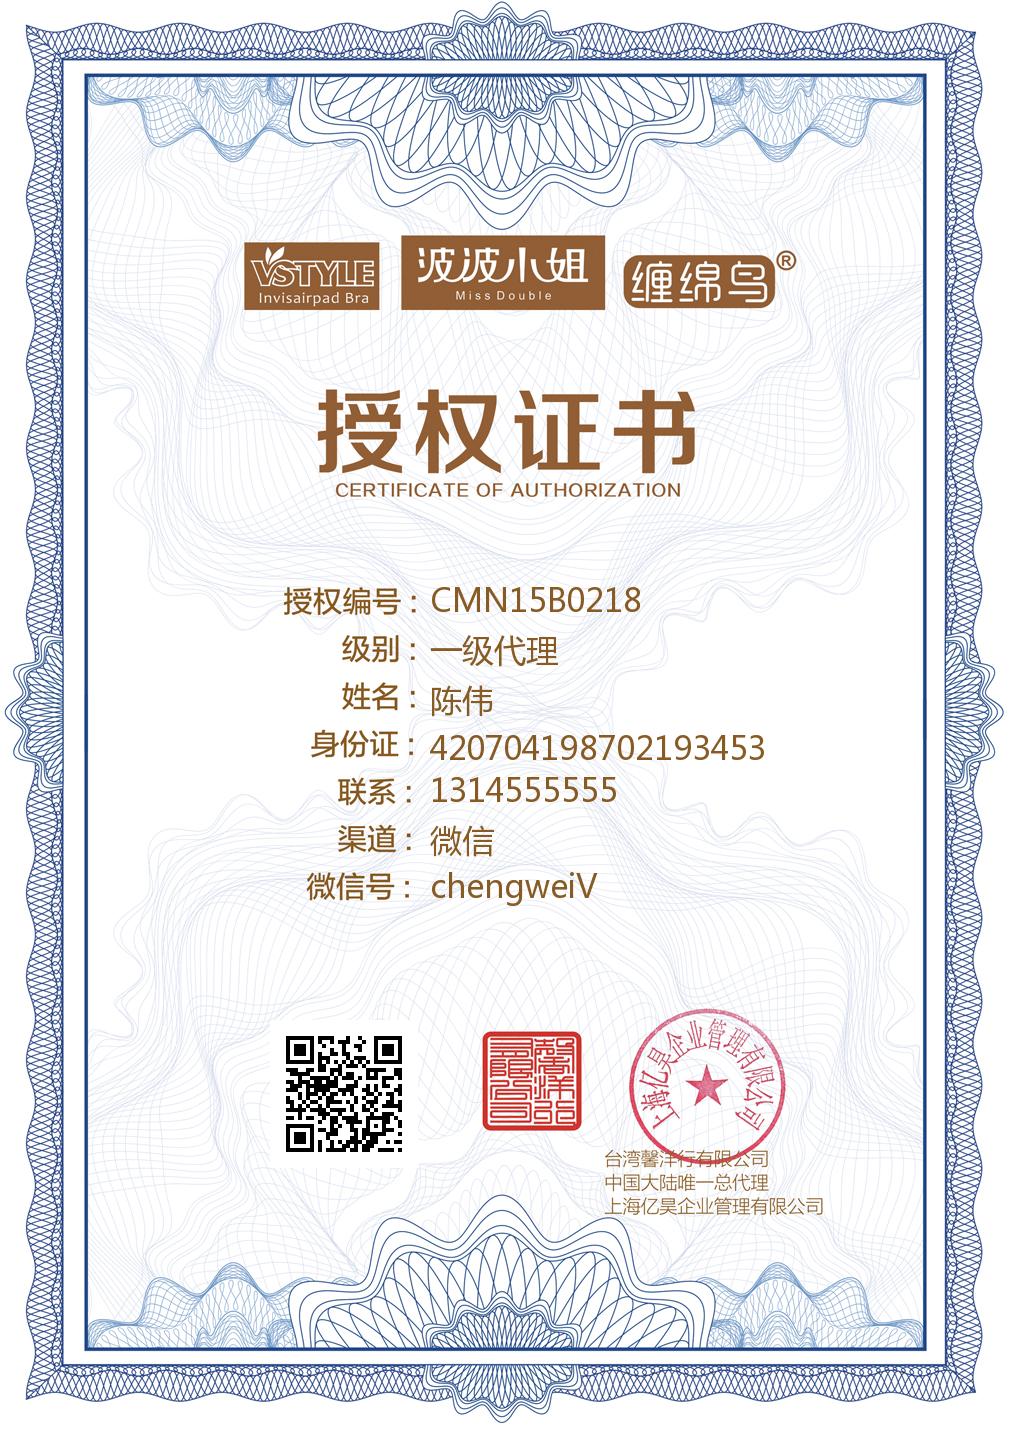 VSTYLE
Invisairpad Bra
波波小姐
Miss Double
缠绵鸟®
授权证书
CERTIFICATE OF AUTHORIZATION
授权编号：CMN15B0218
级别：一级代理
姓名：陈伟
身份证：420704198702193453
联系：1314555555
渠道：微信
微信号：chengweiV
馨洋行有限公司
上海亿昊企业管理有限公司
台湾馨洋行有限公司
中国大陆唯一总代理
上海亿昊企业管理有限公司